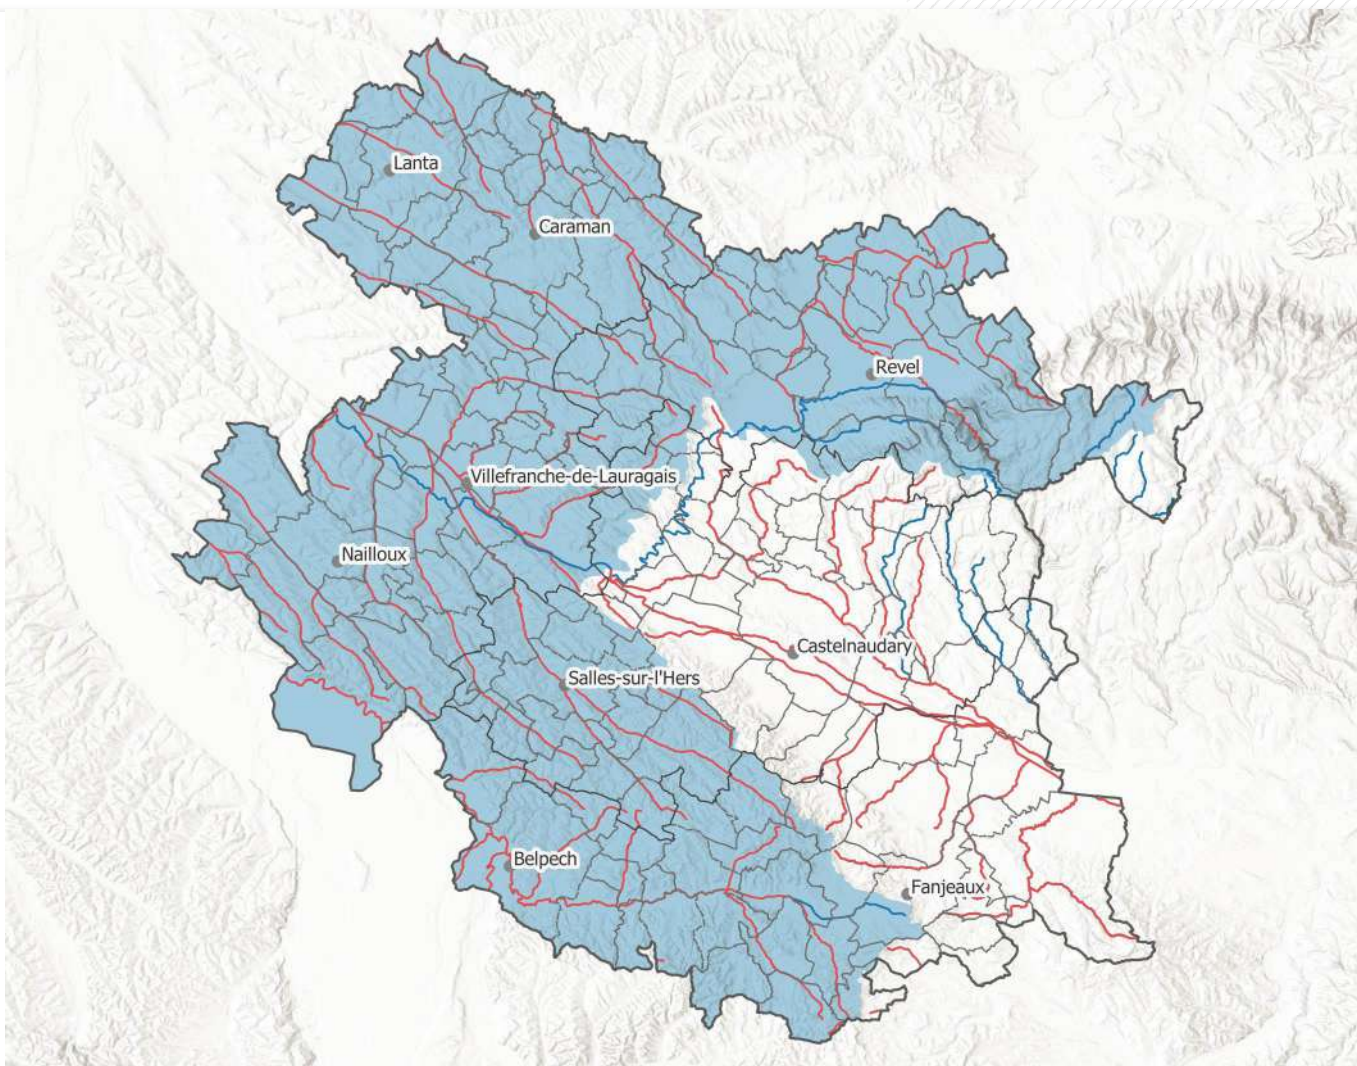 Lanta
Caraman
Revel
Villefranche-de-Lauragais
Nailloux
Castelnaudary
Salles-sur-l'Hers
Belpech
Fanjeaux